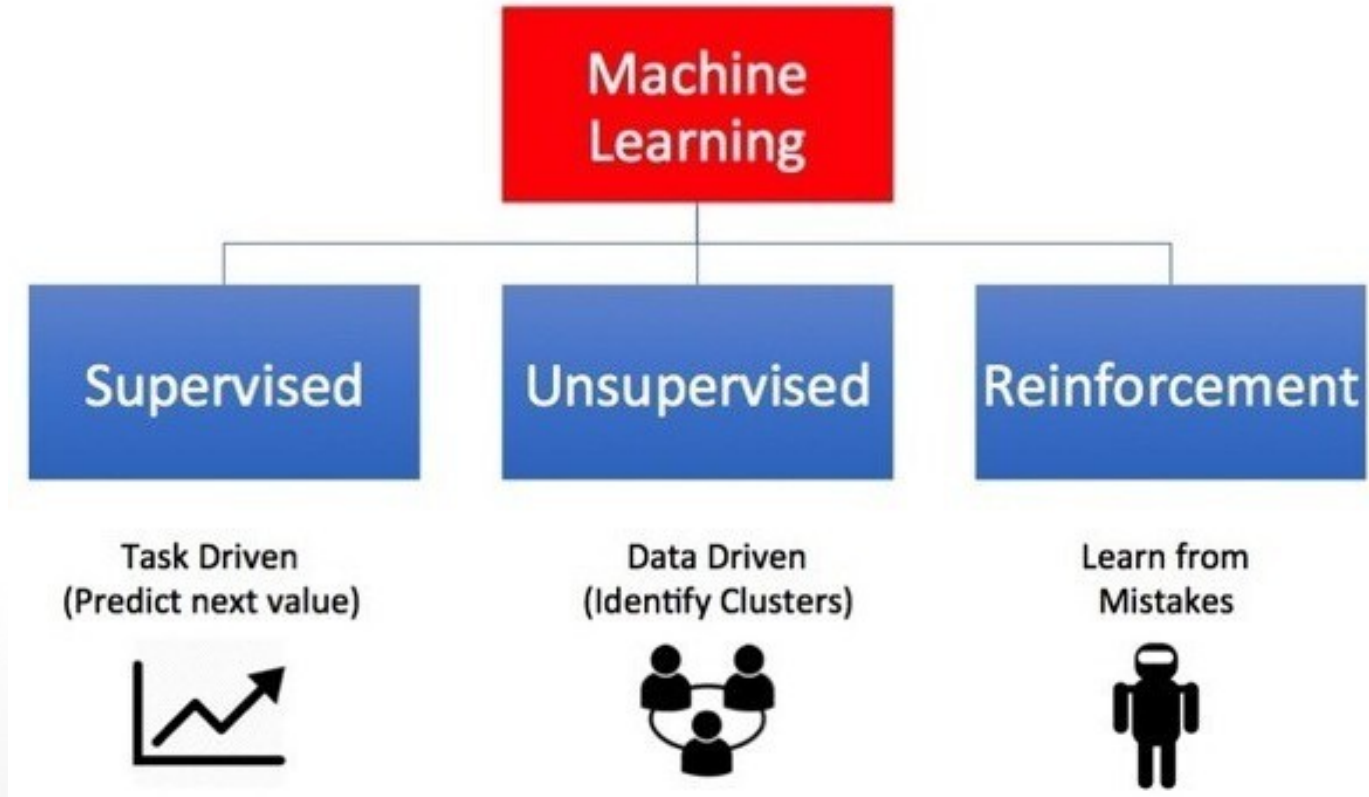 Machine
Learning
Supervised
Unsupervised
Reinforcement
Task Driven
(Predict next value)
Data Driven
(Identify Clusters)
Learn from
Mistakes